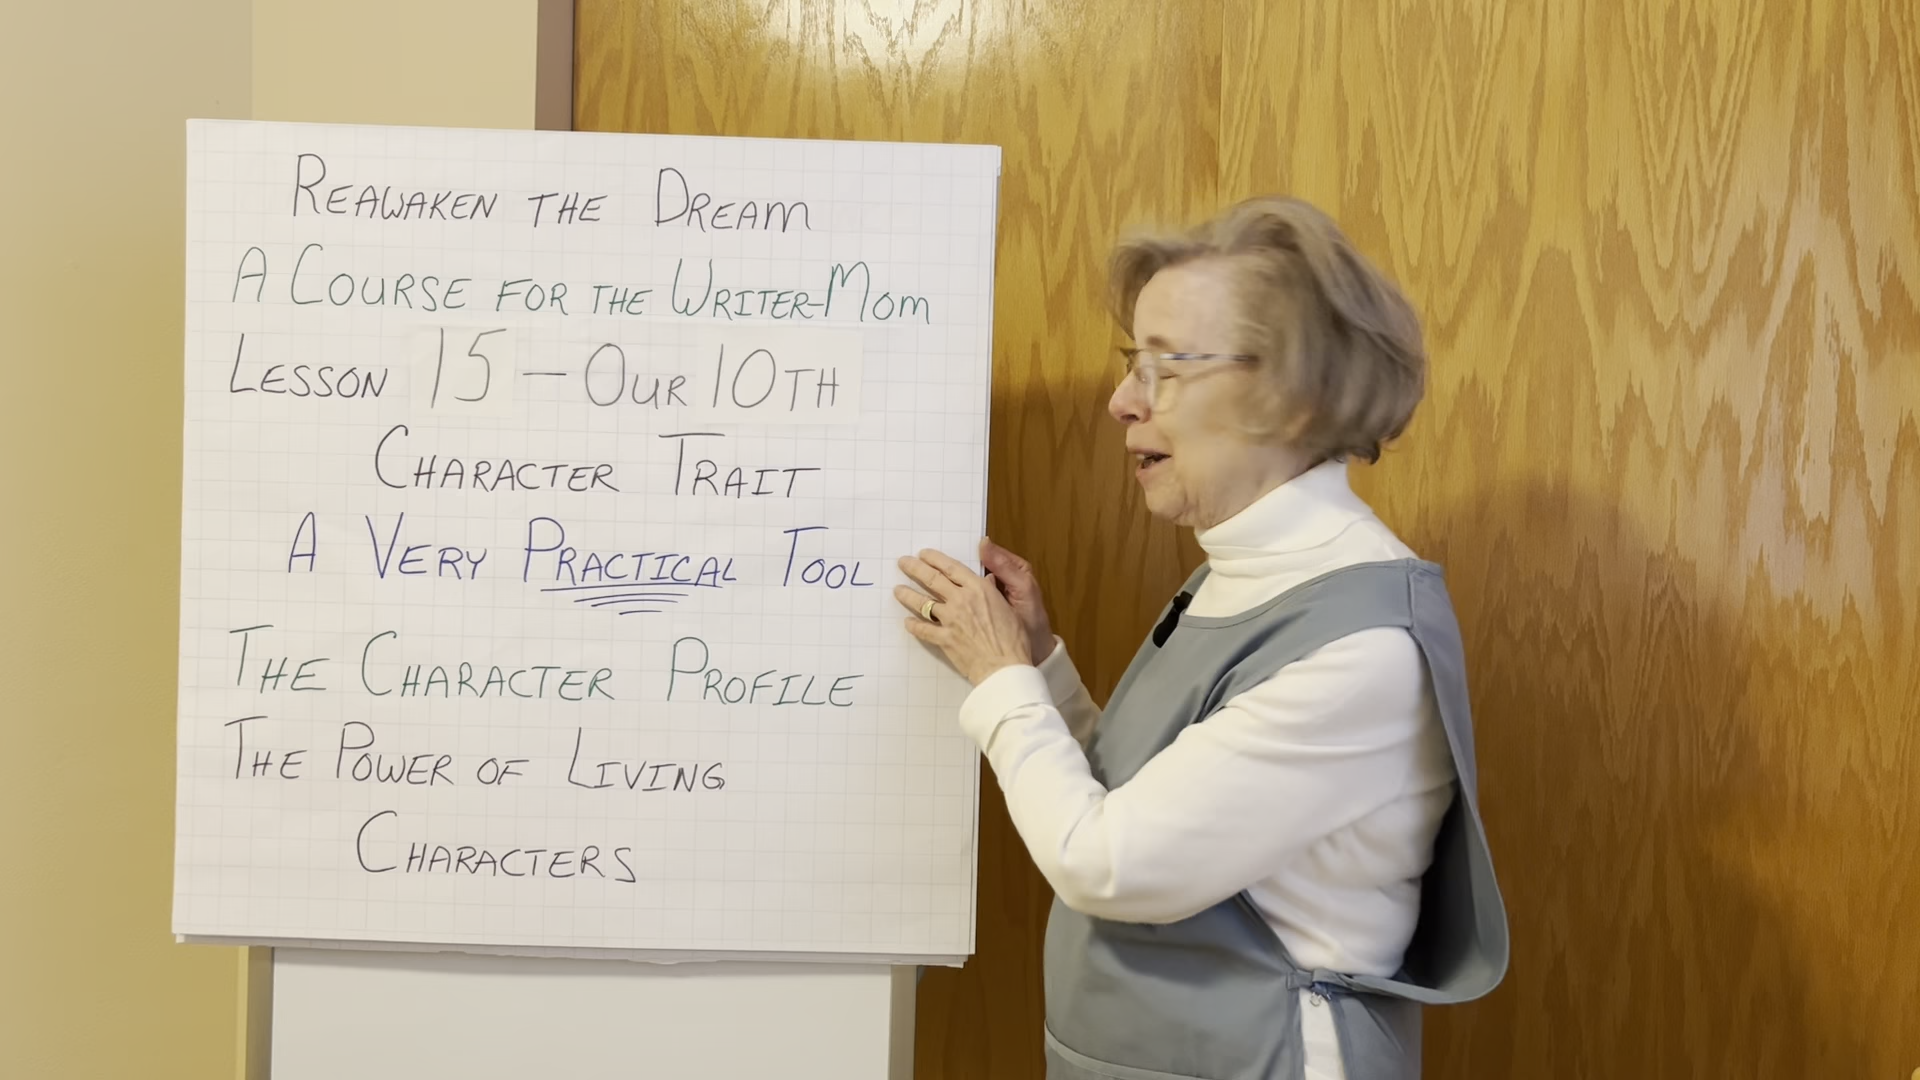 REAWAKEN THE DREAM
A COURSE FOR THE WRITER-MOM
LESSON 15 — OUR 10TH
CHARACTER TRAIT
A VERY PRACTICAL TOOL
THE CHARACTER PROFILE
THE POWER OF LIVING
CHARACTERS